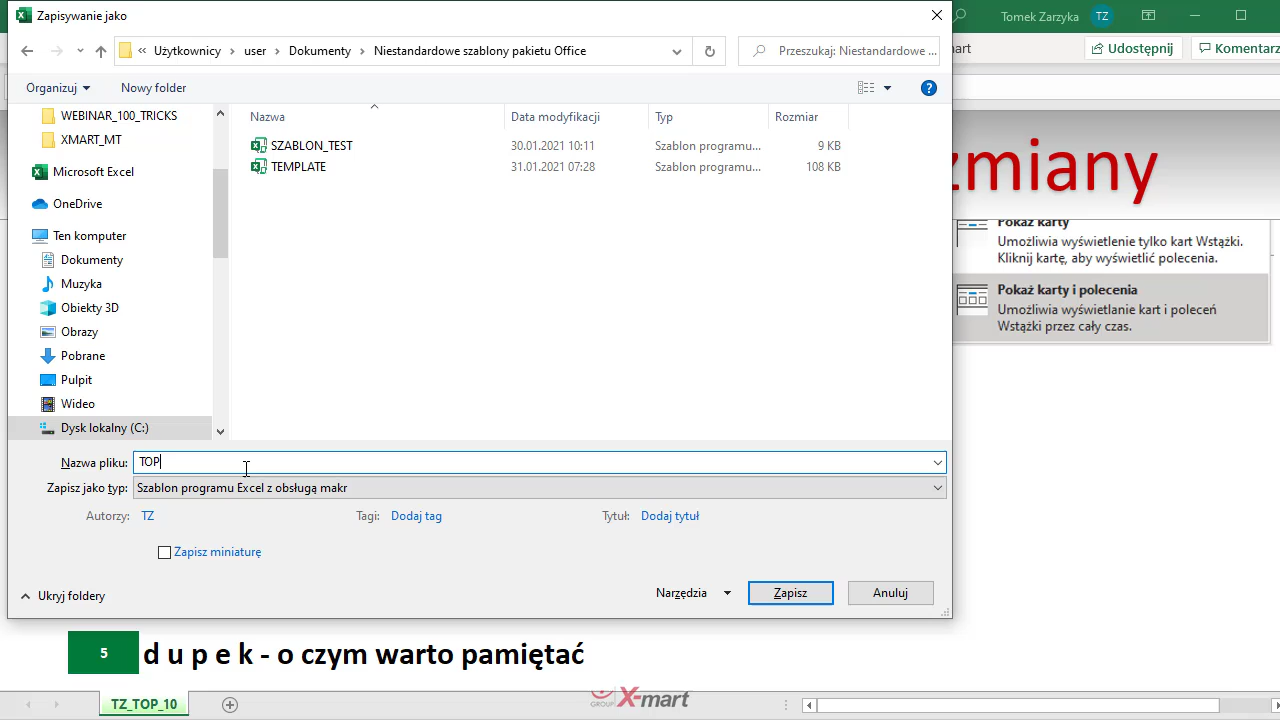 Zapisywanie jako
Tomek Zarzyka TZ
« Użytkownicy › user › Dokumenty › Niestandardowe szablony pakietu Office
Przeszukaj: Niestandardowe ...
mart
Udostępnij
Komentarz
Organizuj
Nowy folder
WEBINAR_100_TRICKS
XMART_MT
Microsoft Excel
OneDrive
Ten komputer
Dokumenty
Muzyka
Obiekty 3D
Obrazy
Pobrane
Pulpit
Wideo
Dysk lokalny (C:)
Nazwa Data modyfikacji Typ Rozmiar
SZABLON_TEST 30.01.2021 10:11 Szablon programu... 9 KB
TEMPLATE 31.01.2021 07:28 Szablon programu... 108 KB
zmiany
Pokaż karty
Umożliwia wyświetlenie tylko kart Wstążki.
Kliknij kartę, aby wyświetlić polecenia.
Pokaż karty i polecenia
Umożliwia wyświetlanie kart i poleceń
Wstążki przez cały czas.
Nazwa pliku: TOP
Zapisz jako typ: Szablon programu Excel z obsługą makr
Autorzy: TZ Tagi: Dodaj tag Tytuł: Dodaj tytuł
Zapisz miniaturę
Ukryj foldery
Narzędzia
Zapisz
Anuluj
5 d u p e k - o czym warto pamiętać
TZ_TOP_10
GROUP X-mart